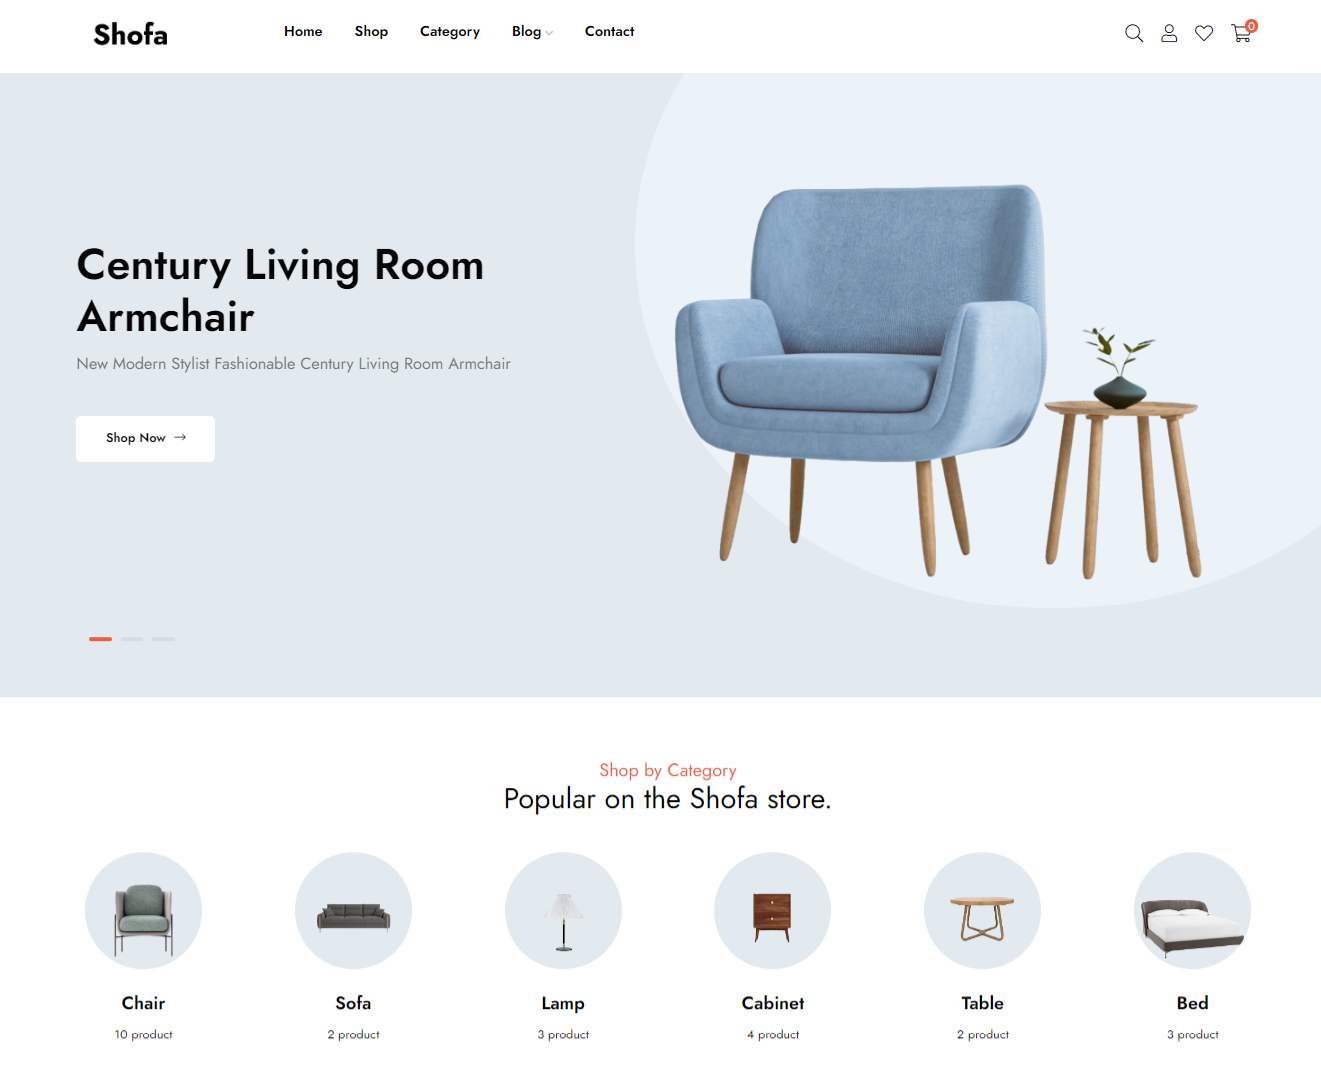 Shofa
Home
Shop
Category
Blog
Contact
0
Century Living Room
Armchair
New Modern Stylist Fashionable Century Living Room Armchair
Shop Now
Shop by Category
Popular on the Shofa store.
Chair
10 product
Sofa
2 product
Lamp
3 product
Cabinet
4 product
Table
2 product
Bed
3 product